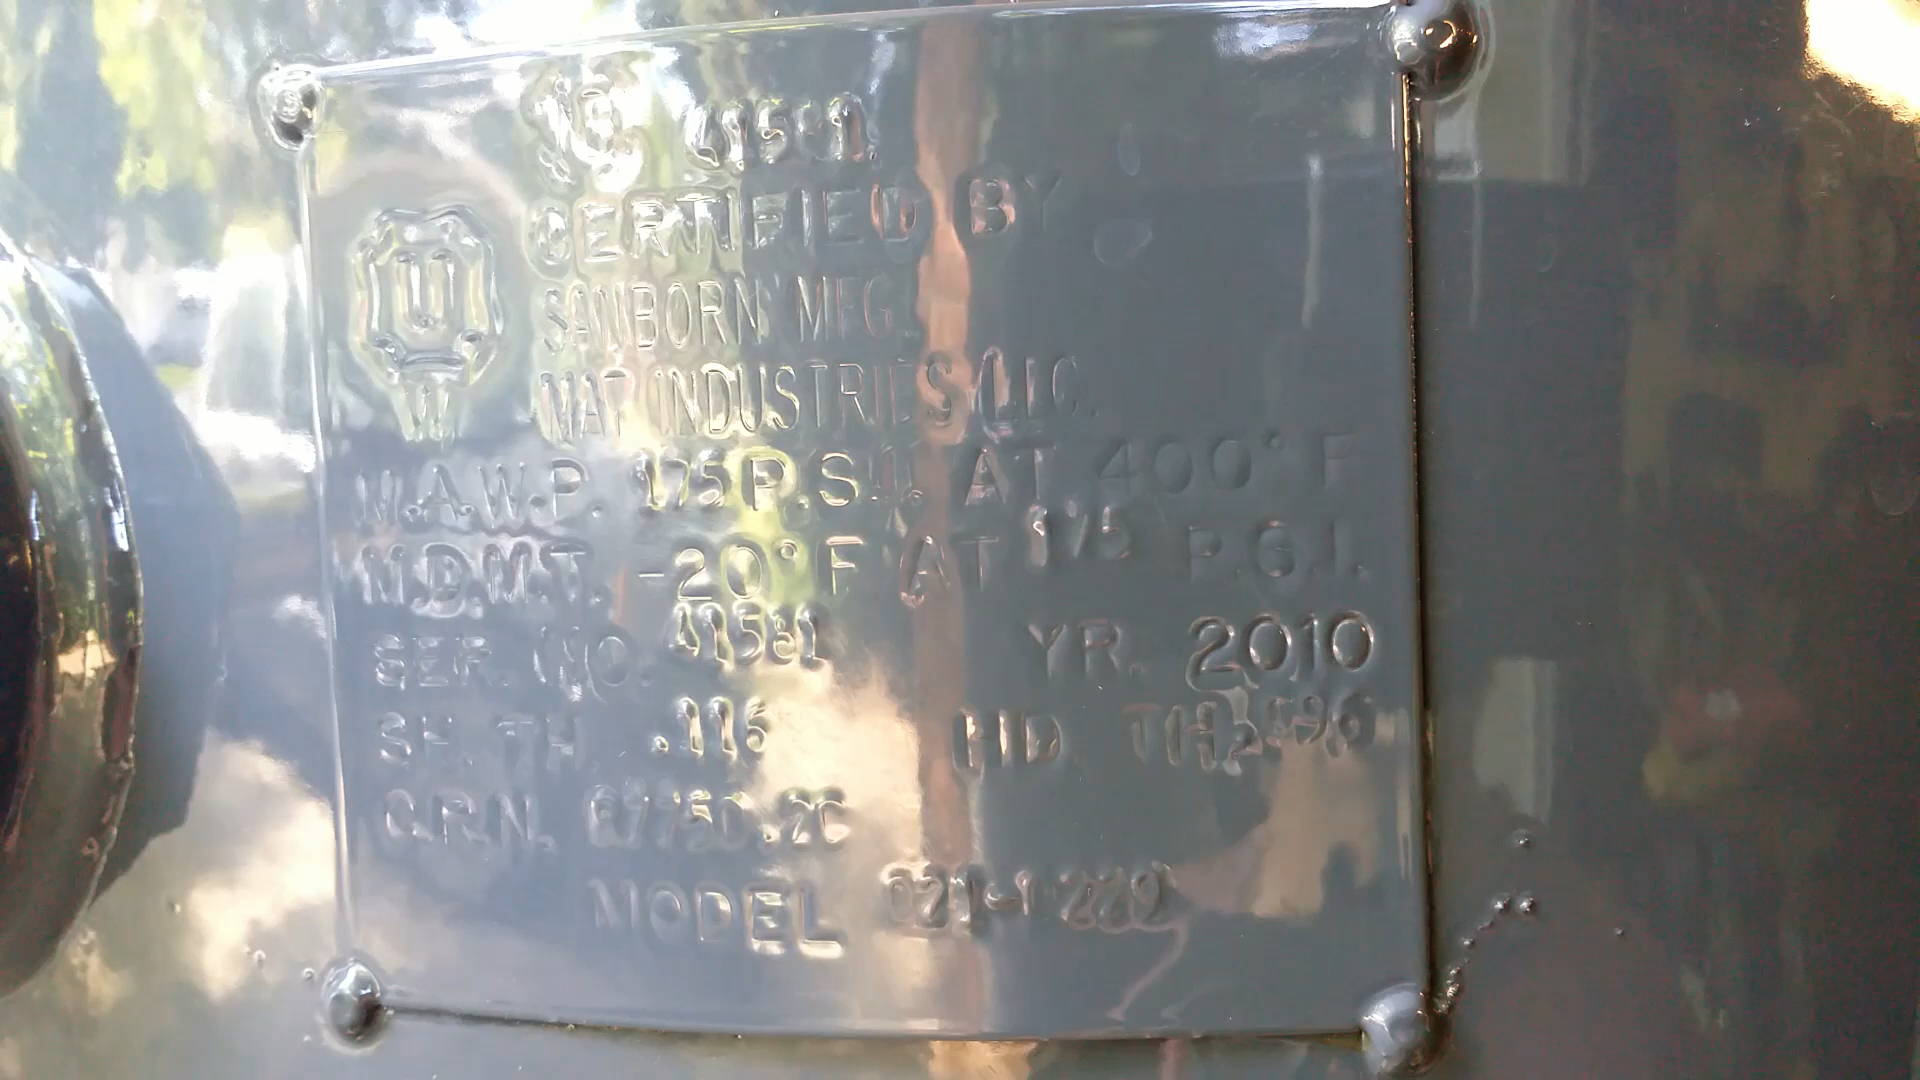 41581
CERTIFIED BY
U
SANBORN MFG.
W
MAT INDUSTRIES LLC.
M.A.W.P. 175 P.S.I. AT 400° F
M.D.M.T. -20° F AT 175 P.S.I.
SER. NO. 41581 YR. 2010
SH. TH. .116 HD. TH.
C.R.N.
MODEL